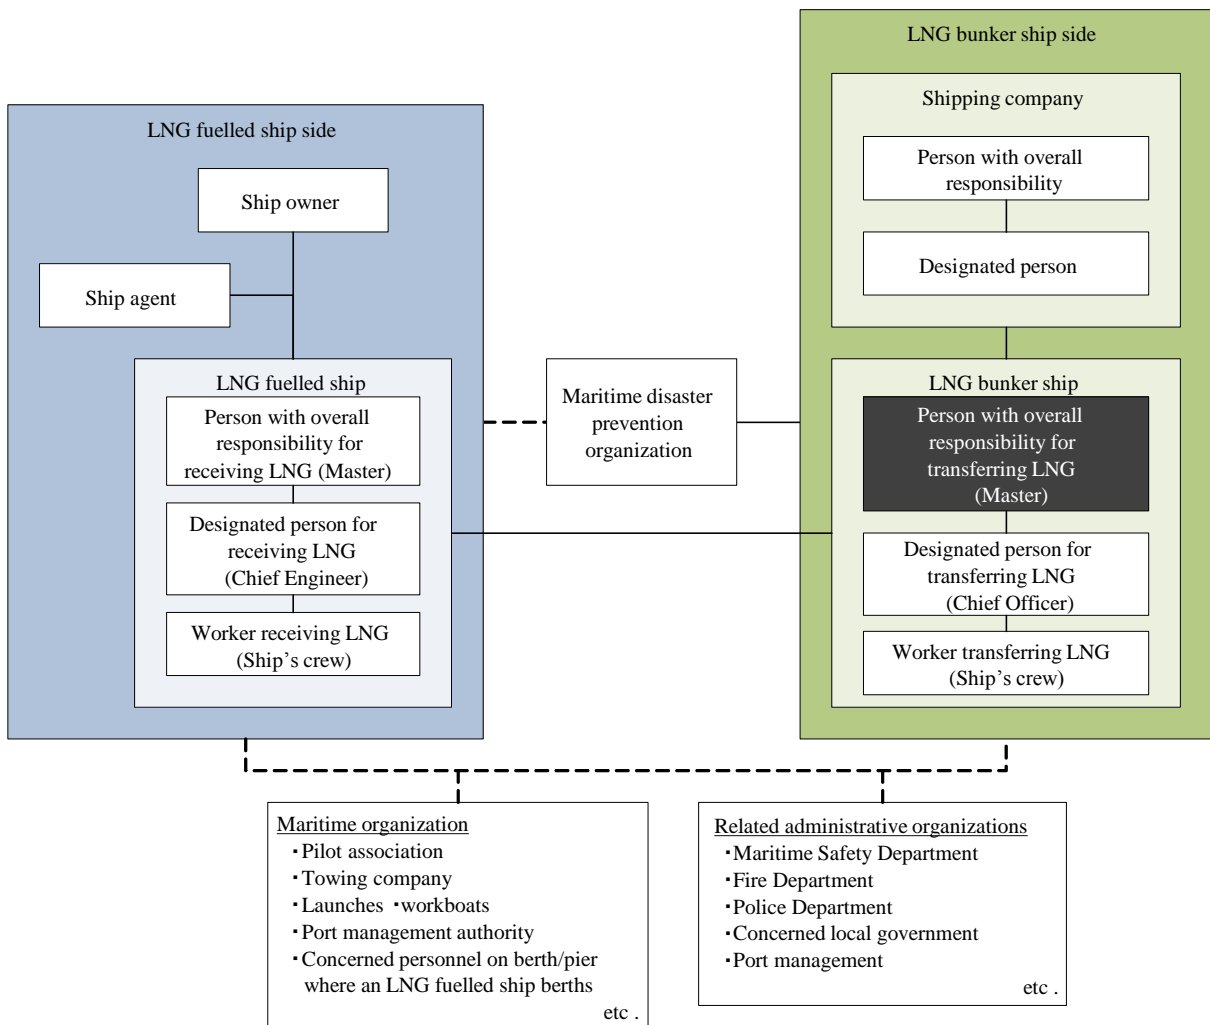 LNG fuelled ship side
Ship owner
Ship agent
LNG fuelled ship
Person with overall
responsibility for
receiving LNG (Master)
Designated person for
receiving LNG
(Chief Engineer)
Worker receiving LNG
(Ship’s crew)
Maritime disaster
prevention
organization
LNG bunker ship side
Shipping company
Person with overall
responsibility
Designated person
LNG bunker ship
Person with overall
responsibility for
transferring LNG
(Master)
Designated person for
transferring LNG
(Chief Officer)
Worker transferring LNG
(Ship’s crew)
Maritime organization
・Pilot association
・Towing company
・Launches ・workboats
・Port management authority
・Concerned personnel on berth/pier
where an LNG fuelled ship berths
etc .
Related administrative organizations
・Maritime Safety Department
・Fire Department
・Police Department
・Concerned local government
・Port management
etc .